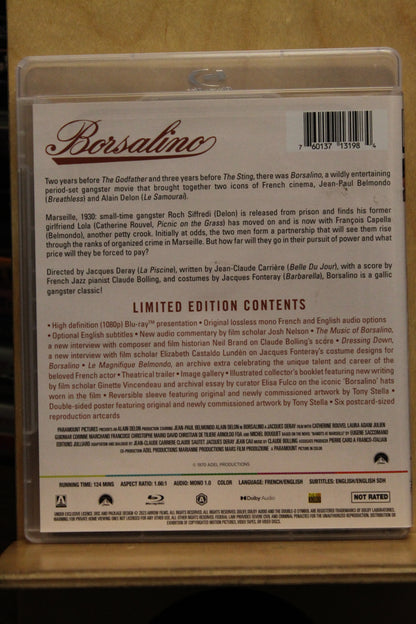 Borsalino
7 60137 13198 4
Two years before The Godfather and three years before The Sting, there was Borsalino, a wildly entertaining
period-set gangster movie that brought together two icons of French cinema, Jean-Paul Belmondo
(Breathless) and Alain Delon (Le Samourai).
Marseille, 1930: small-time gangster Roch Siffredi (Delon) is released from prison and finds his former
girlfriend Lola (Catherine Rouvel, Picnic on the Grass) has moved on and is now with François Capella
(Belmondo), another petty crook. Initially at odds, the two men form a partnership that will see them rise
through the ranks of organized crime in Marseille. But how far will they go in their pursuit of power and what
price will they be forced to pay?
Directed by Jacques Deray (La Piscine), written by Jean-Claude Carrière (Belle Du Jour), with a score by
French Jazz pianist Claude Bolling, and costumes by Jacques Fonteray (Barbarella), Borsalino is a gallic
gangster classic!
LIMITED EDITION CONTENTS
• High definition (1080p) Blu-ray™ presentation • Original lossless mono French and English audio options
• Optional English subtitles • New audio commentary by film scholar Josh Nelson • The Music of Borsalino,
a new interview with composer and film historian Neil Brand on Claude Bolling's score • Dressing Down,
a new interview with film scholar Elizabeth Castaldo Lundén on Jacques Fonteray's costume designs for
Borsalino • Le Magnifique Belmondo, an archive extra celebrating the unique talent and career of the
beloved French actor • Theatrical trailer • Image gallery • Illustrated collector's booklet featuring new writing
by film scholar Ginette Vincendeau and archival essay by curator Elisa Fulco on the iconic 'Borsalino' hats
worn in the film • Reversible sleeve featuring original and newly commissioned artwork by Tony Stella •
Double-sided poster featuring original and newly commissioned artwork by Tony Stella • Six postcard-sized
reproduction artcards
© 1970 ADEL PRODUCTIONS
RUNNING TIME: 124 MINS ASPECT RATIO: 1.66:1 AUDIO: MONO 1.0 COLOR LANGUAGE: FRENCH/ENGLISH SUBTITLES: ENGLISH/ENGLISH SDH
ARROW Blu-ray Disc A Dolby Audio NOT RATED